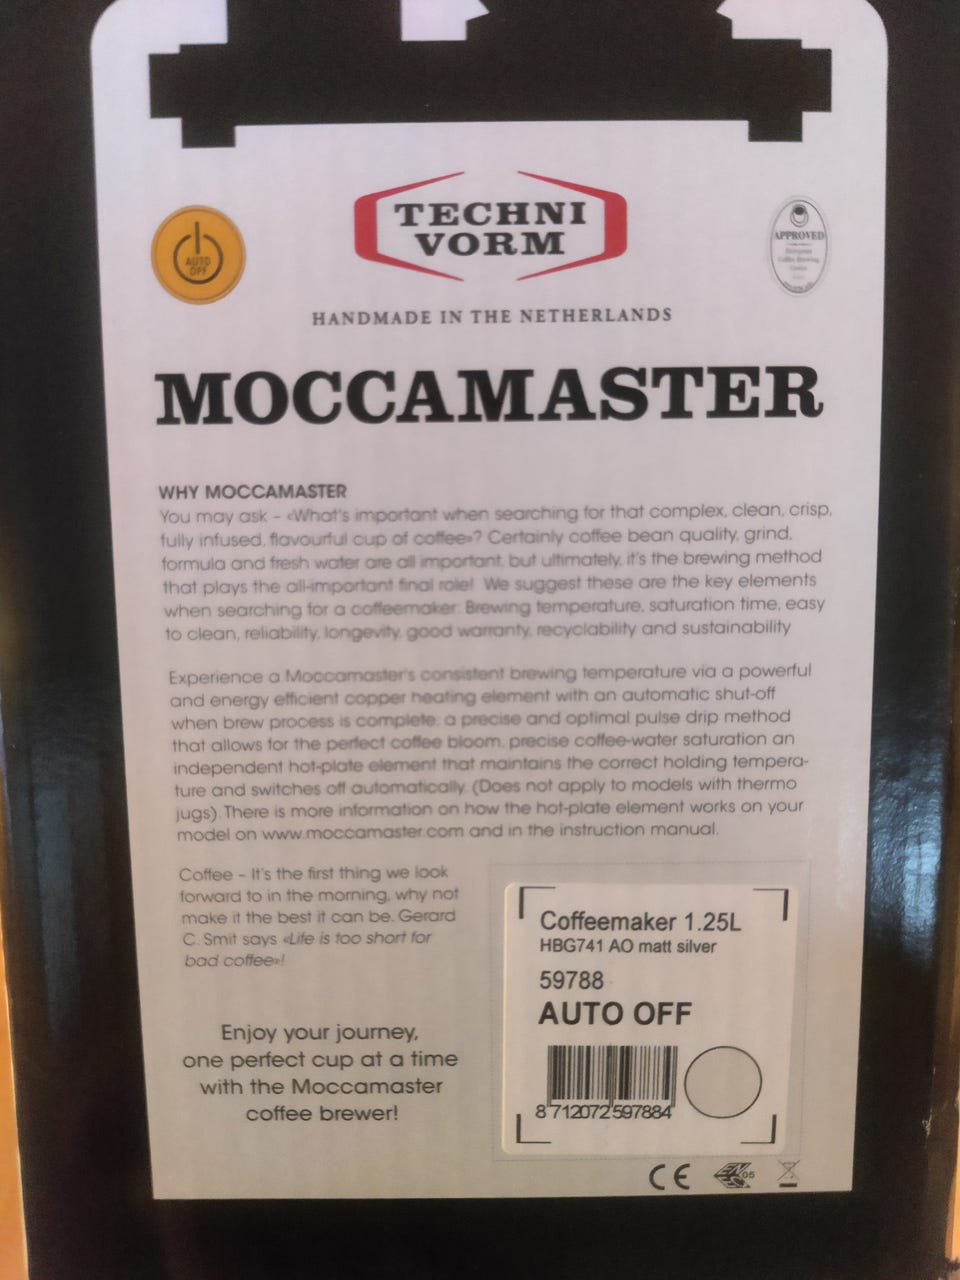 AUTO
OFF
TECHNI
VORM
APPROVED
European
Coffee Brewing
Centre
HANDMADE IN THE NETHERLANDS
MOCCAMASTER
WHY MOCCAMASTER
You may ask – «What's important when searching for that complex, clean, crisp,
fully infused, flavourful cup of coffee»? Certainly coffee bean quality, grind,
formula and fresh water are all important, but ultimately, it's the brewing method
that plays the all-important final role! We suggest these are the key elements
when searching for a coffeemaker: Brewing temperature, saturation time, easy
to clean, reliability, longevity, good warranty, recyclability and sustainability
Experience a Moccamaster's consistent brewing temperature via a powerful
and energy efficient copper heating element with an automatic shut-off
when brew process is complete, a precise and optimal pulse drip method
that allows for the perfect coffee bloom, precise coffee-water saturation an
independent hot-plate element that maintains the correct holding tempera-
ture and switches off automatically. (Does not apply to models with thermo
jugs). There is more information on how the hot-plate element works on your
model on www.moccamaster.com and in the instruction manual.
Coffee – It's the first thing we look
forward to in the morning, why not
make it the best it can be. Gerard
C. Smit says «Life is too short for
bad coffee»!
Enjoy your journey,
one perfect cup at a time
with the Moccamaster
coffee brewer!
Coffeemaker 1.25L
HBG741 AO matt silver
59788
AUTO OFF
8 712072 597884
CE
05